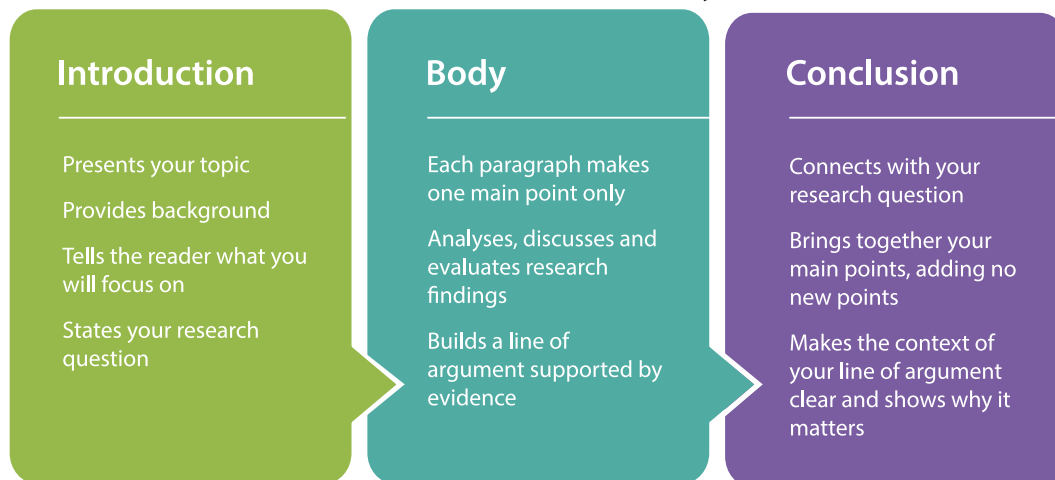 Introduction
Presents your topic
Provides background
Tells the reader what you
will focus on
States your research
question
Body
Each paragraph makes
one main point only
Analyses, discusses and
evaluates research
findings
Builds a line of
argument supported by
evidence
Conclusion
Connects with your
research question
Brings together your
main points, adding no
new points
Makes the context of
your line of argument
clear and shows why it
matters